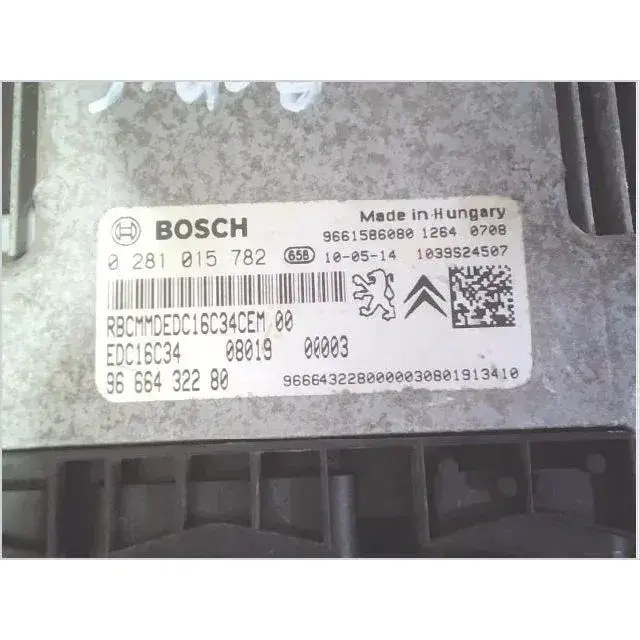 BOSCH
Made in Hungary
9661586080 1264 0708
0 281 015 782 658 10-05-14 1039S24507
RBCMMDEDC16C34CEM 00
EDC16C34 08019 00003
96 664 322 80
9666432280000030801913410